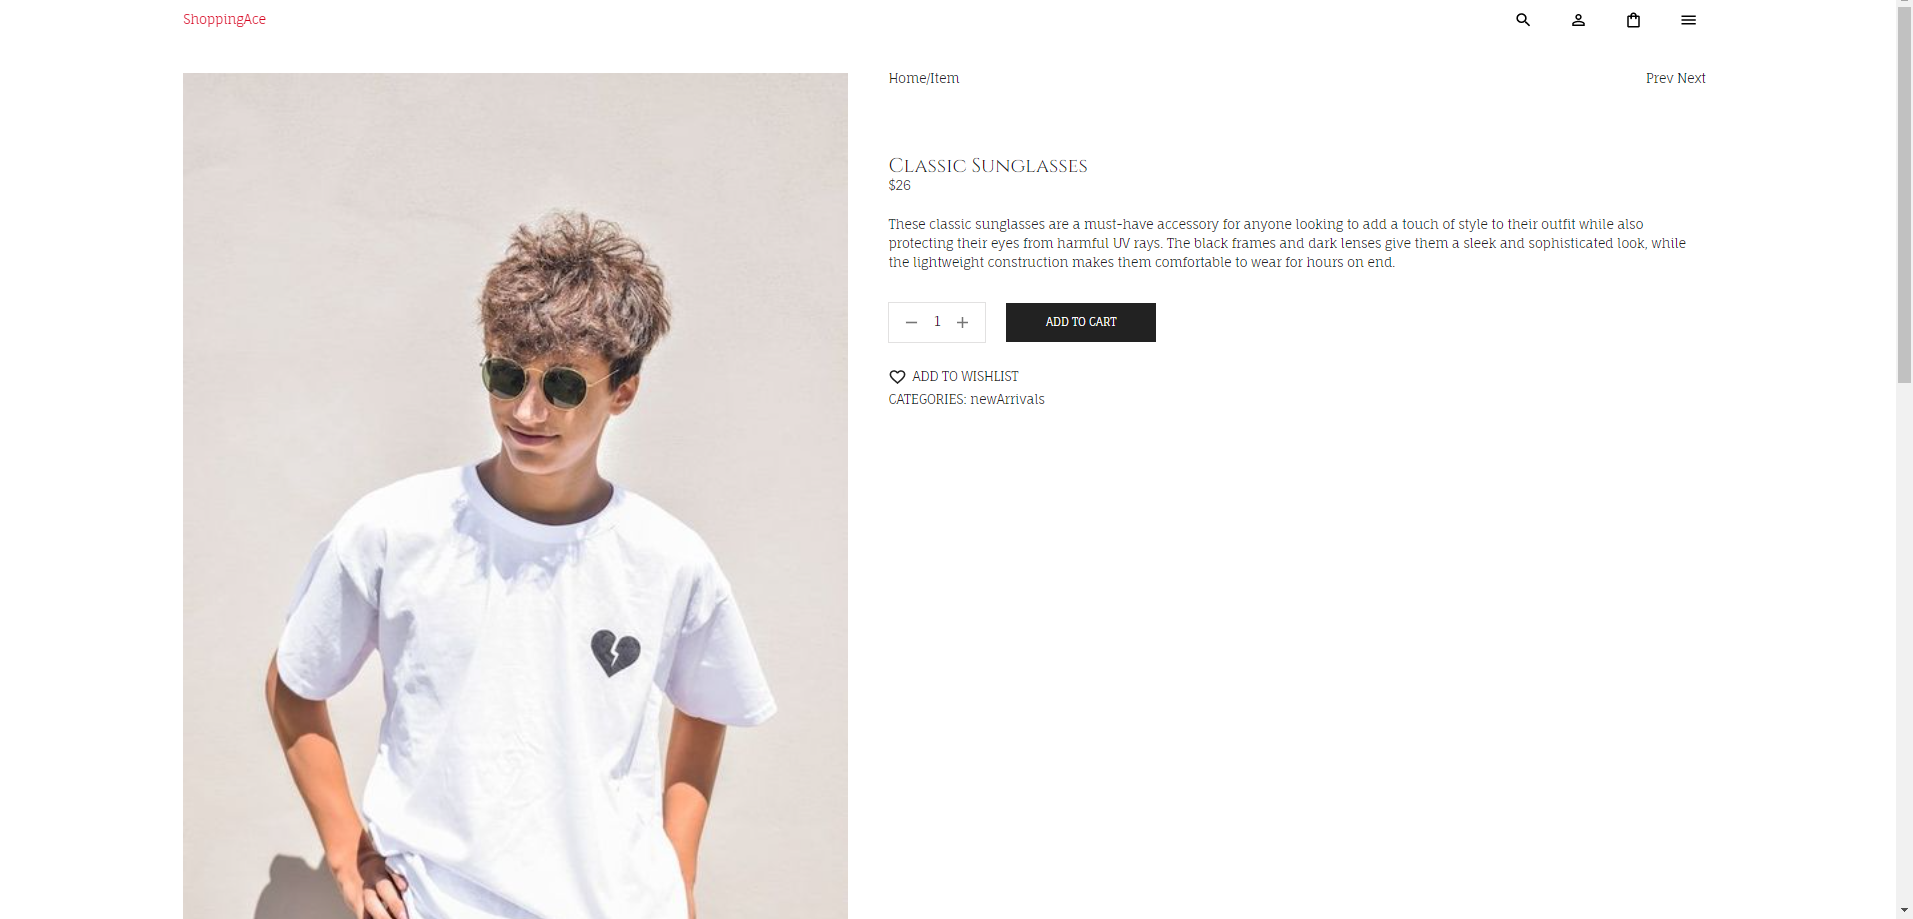 ShoppingAce
Home/Item
Prev Next
Classic Sunglasses
$26
These classic sunglasses are a must-have accessory for anyone looking to add a touch of style to their outfit while also
protecting their eyes from harmful UV rays. The black frames and dark lenses give them a sleek and sophisticated look, while
the lightweight construction makes them comfortable to wear for hours on end.
1
ADD TO CART
ADD TO WISHLIST
CATEGORIES: newArrivals